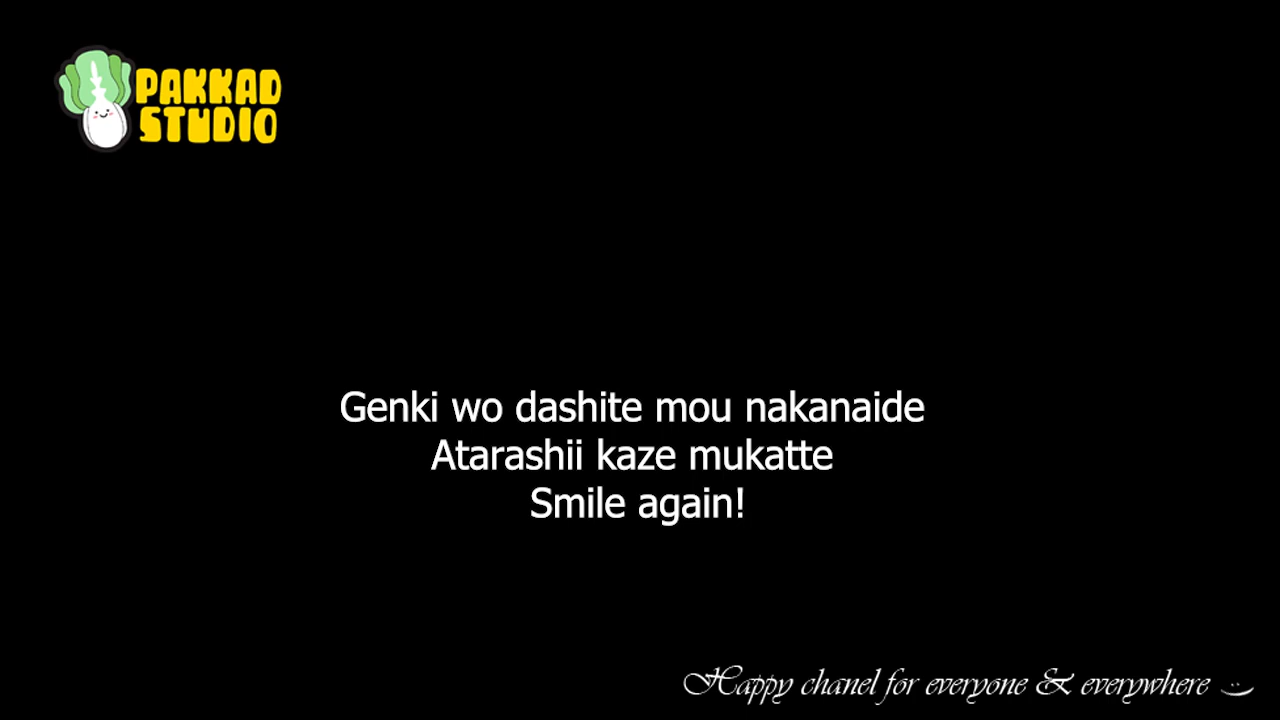 PAKKAD
STUDIO
Genki wo dashite mou nakanaide
Atarashii kaze mukatte
Smile again!
Happy chanel for everyone & everywhere :)